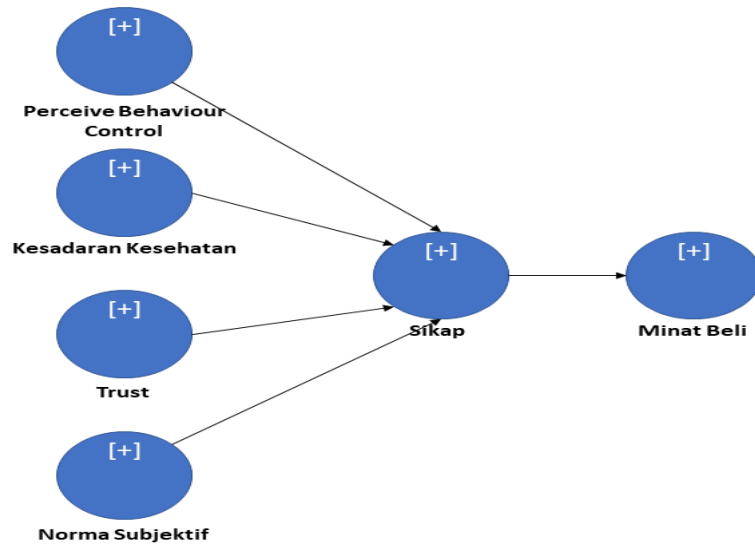 [+]
Perceive Behaviour
Control
[+]
Kesadaran Kesehatan
[+]
Trust
[+]
Norma Subjektif
[+]
Sikap
[+]
Minat Beli